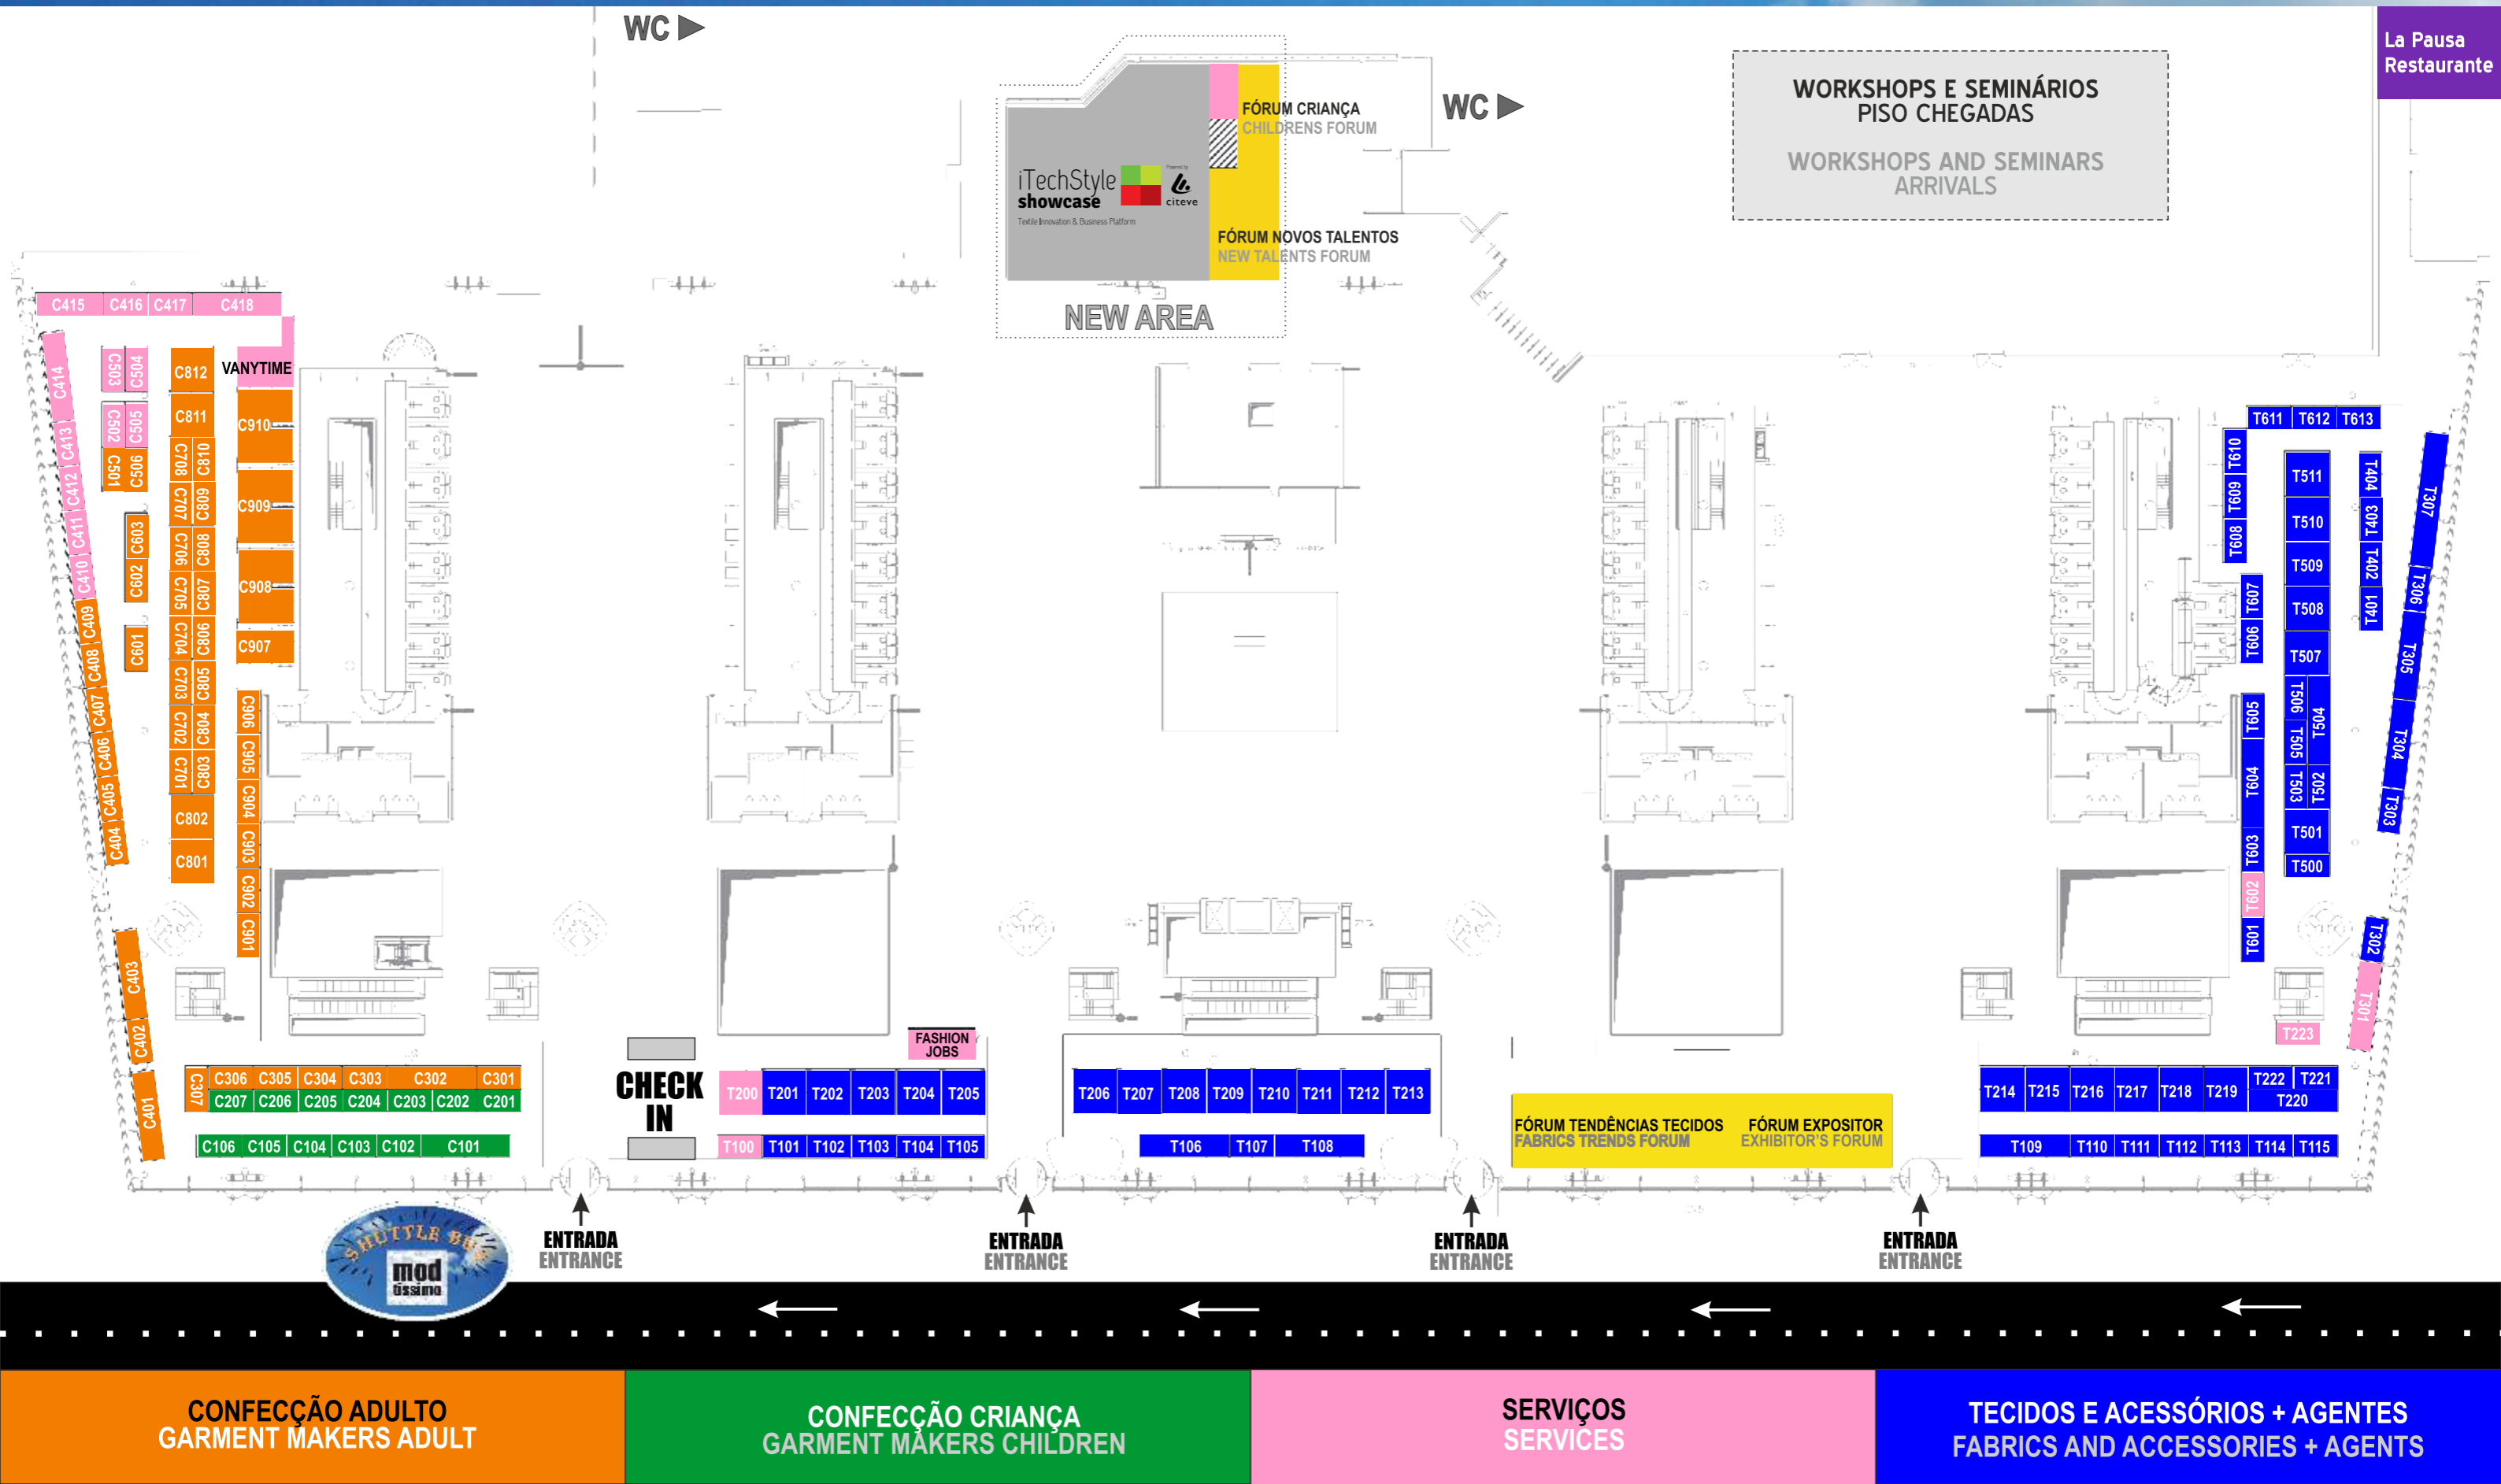 WC
La Pausa
Restaurante
FÓRUM CRIANÇA
CHILDRENS FORUM
WC
WORKSHOPS E SEMINÁRIOS
PISO CHEGADAS
WORKSHOPS AND SEMINARS
ARRIVALS
iTechStyle
showcase
Textile Innovation & Business Platform
Powered by
citeve
FÓRUM NOVOS TALENTOS
NEW TALENTS FORUM
NEW AREA
C415 C416 C417 C418
C414
C413
C412
C411
C410
C409
C408
C407
C406
C405
C404
C403
C402
C401
C503 C504
C502 C505
C501 C506
C603
C602
C601
C812
C811
C708 C810
C707 C809
C706 C808
C705 C807
C704 C806
C703 C805
C702 C804
C701 C803
C802
C801
VANYTIME
C910
C909
C908
C907
C906
C905
C904
C903
C902
C901
C307 C306 C305 C304 C303 C302 C301
C207 C206 C205 C204 C203 C202 C201
C106 C105 C104 C103 C102 C101
CHECK
IN
FASHION
JOBS
T200 T201 T202 T203 T204 T205
T100 T101 T102 T103 T104 T105
T206 T207 T208 T209 T210 T211 T212 T213
T106 T107 T108
FÓRUM TENDÊNCIAS TECIDOS
FABRICS TRENDS FORUM
FÓRUM EXPOSITOR
EXHIBITOR'S FORUM
T611 T612 T613
T610
T609
T608
T607
T606
T605
T604
T603
T602
T601
T511
T510
T509
T508
T507
T506 T504
T505
T503 T502
T501
T500
T404
T403
T402
T401
T307
T306
T305
T304
T303
T302
T301
T223
T214 T215 T216 T217 T218 T219 T222 T221
T220
T109 T110 T111 T112 T113 T114 T115
ENTRADA
ENTRANCE
ENTRADA
ENTRANCE
ENTRADA
ENTRANCE
ENTRADA
ENTRANCE
SHUTTLE BUS
mod
tissimo
CONFECÇÃO ADULTO
GARMENT MAKERS ADULT
CONFECÇÃO CRIANÇA
GARMENT MAKERS CHILDREN
SERVIÇOS
SERVICES
TECIDOS E ACESSÓRIOS + AGENTES
FABRICS AND ACCESSORIES + AGENTS